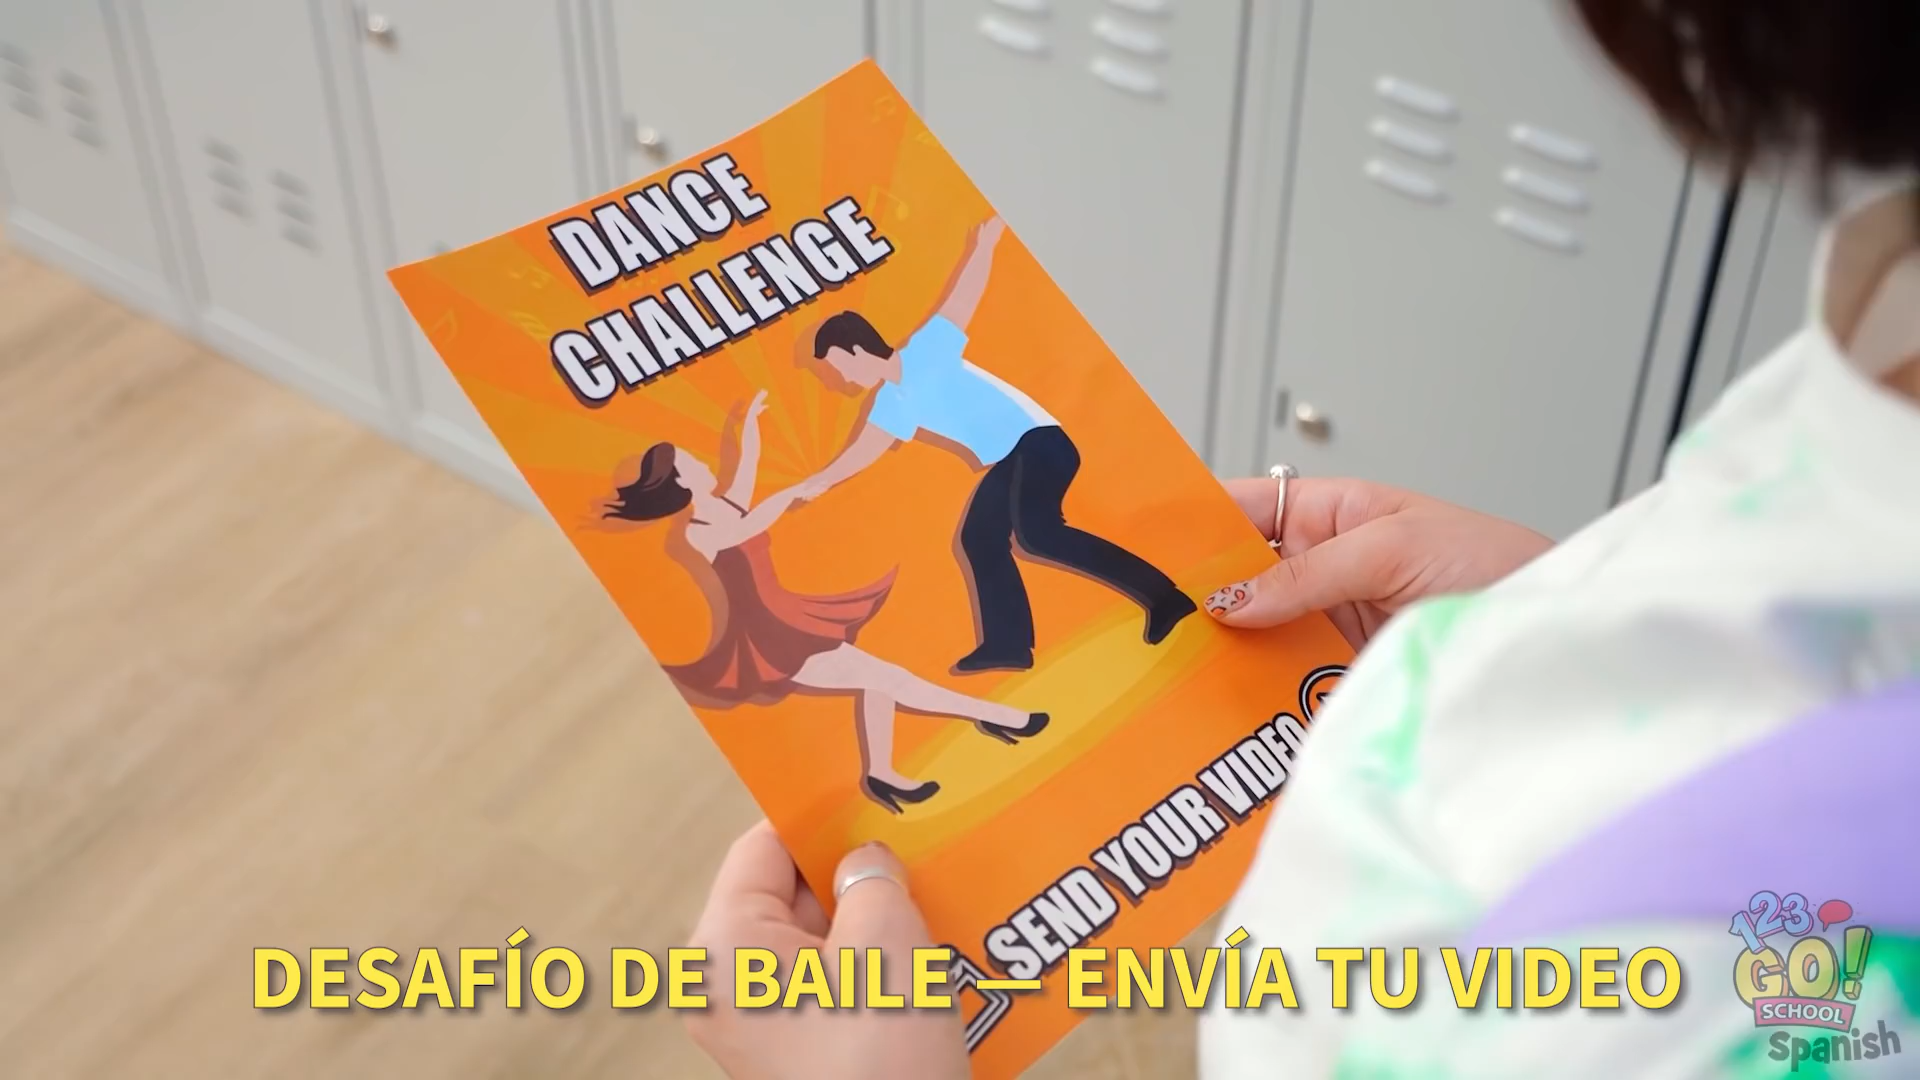 DANCE
CHALLENGE
SEND YOUR VIDEO
DESAFÍO DE BAILE — ENVÍA TU VIDEO
123
GO!
SCHOOL
Spanish